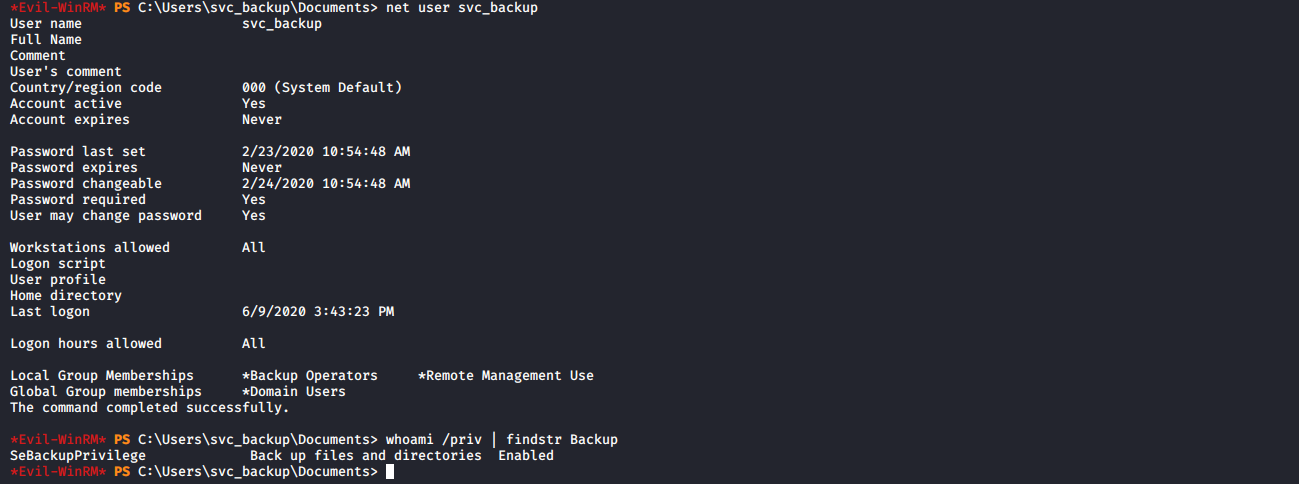 *Evil-WinRM* PS C:\Users\svc_backup\Documents> net user svc_backup
User name                    svc_backup
Full Name
Comment
User's comment
Country/region code          000 (System Default)
Account active               Yes
Account expires              Never

Password last set            2/23/2020 10:54:48 AM
Password expires             Never
Password changeable          2/24/2020 10:54:48 AM
Password required            Yes
User may change password     Yes

Workstations allowed         All
Logon script
User profile
Home directory
Last logon                   6/9/2020 3:43:23 PM

Logon hours allowed          All

Local Group Memberships      *Backup Operators     *Remote Management Use
Global Group memberships     *Domain Users
The command completed successfully.

*Evil-WinRM* PS C:\Users\svc_backup\Documents> whoami /priv | findstr Backup
SeBackupPrivilege             Back up files and directories  Enabled
*Evil-WinRM* PS C:\Users\svc_backup\Documents>